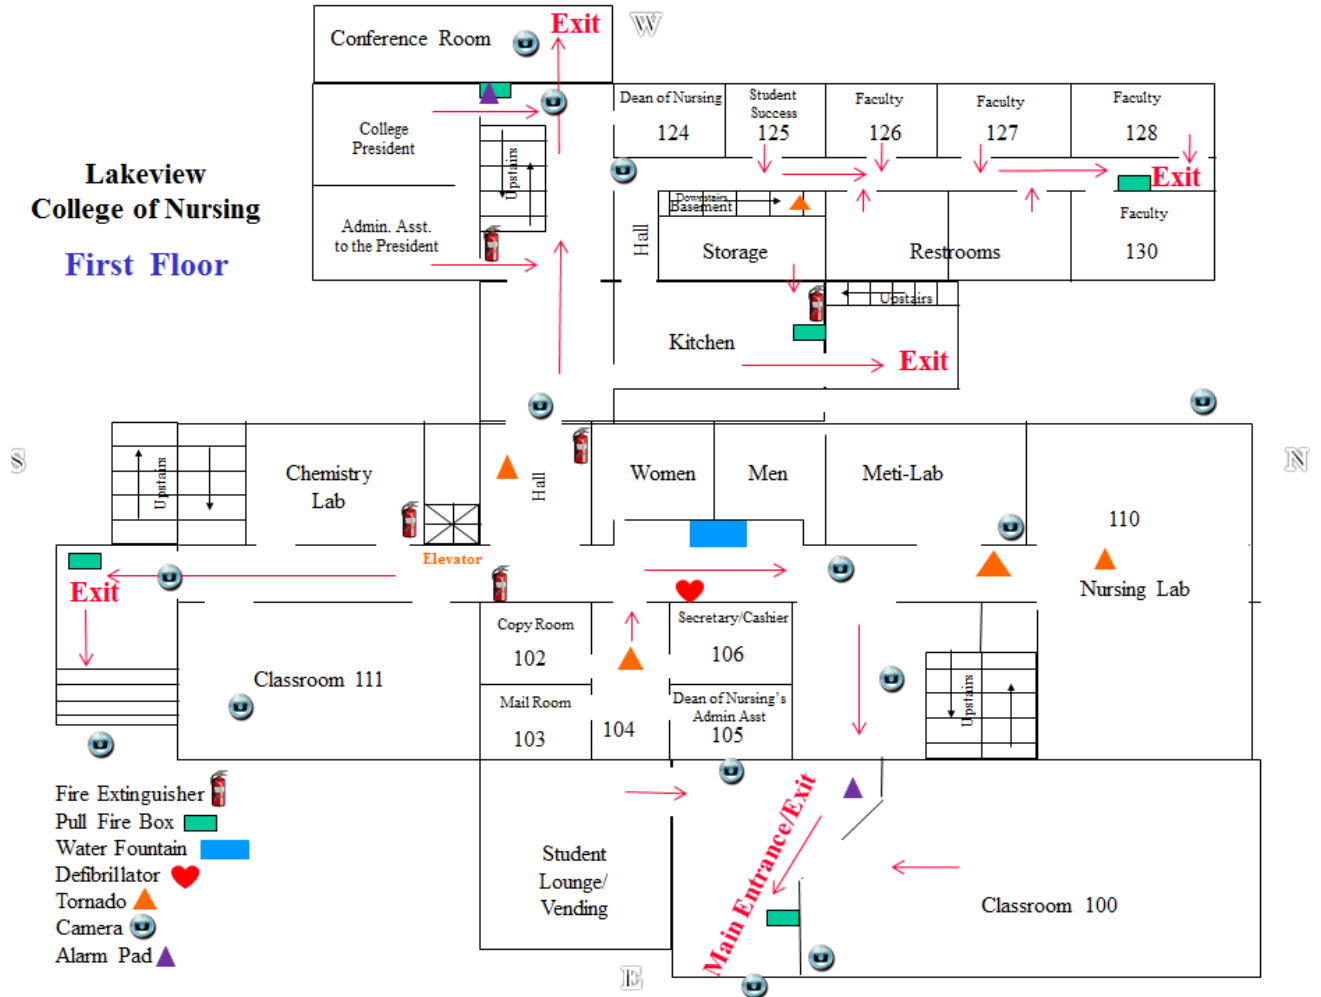 Conference Room
Exit
W
Lakeview
College of Nursing
First Floor
College
President
Upstairs
Admin. Asst.
to the President
Dean of Nursing
124
Student
Success
125
Faculty
126
Faculty
127
Faculty
128
Exit
Downstairs
Basement
Hall
Storage
Restrooms
Faculty
130
Upstairs
Kitchen
Exit
S
N
Upstairs
Chemistry
Lab
Hall
Women
Men
Meti-Lab
110
Nursing Lab
Elevator
Exit
Copy Room
102
Secretary/Cashier
106
Classroom 111
Mail Room
103
104
Dean of Nursing's
Admin Asst
105
Upstairs
Main Entrance/Exit
Student
Lounge/
Vending
Classroom 100
Fire Extinguisher
Pull Fire Box
Water Fountain
Defibrillator
Tornado
Camera
Alarm Pad
E